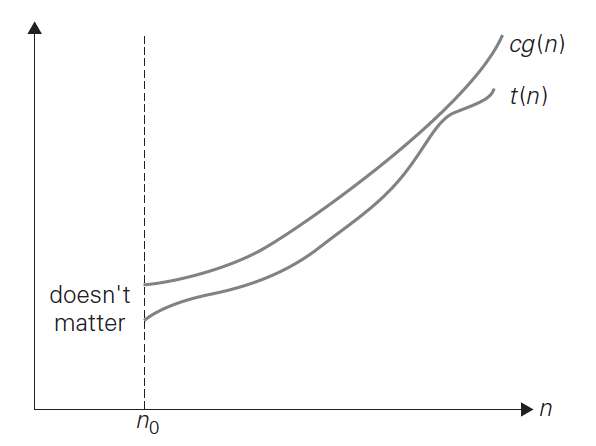 cg(n)
t(n)
doesn't
matter
n
n₀